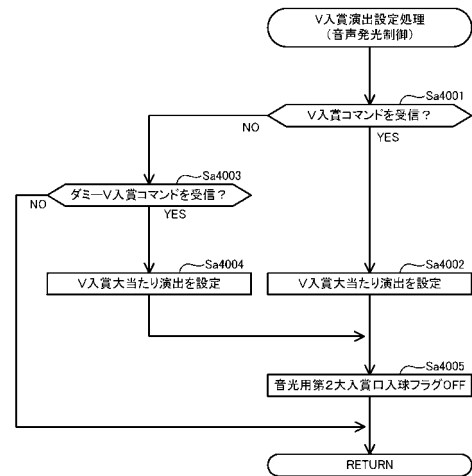 V入賞演出設定処理
(音声発光制御)
Sa4001
V入賞コマンドを受信?
NO
YES
Sa4003
ダミーV入賞コマンドを受信?
NO
YES
Sa4004
V入賞大当たり演出を設定
Sa4002
V入賞大当たり演出を設定
Sa4005
音光用第2大入賞口入球フラグOFF
RETURN